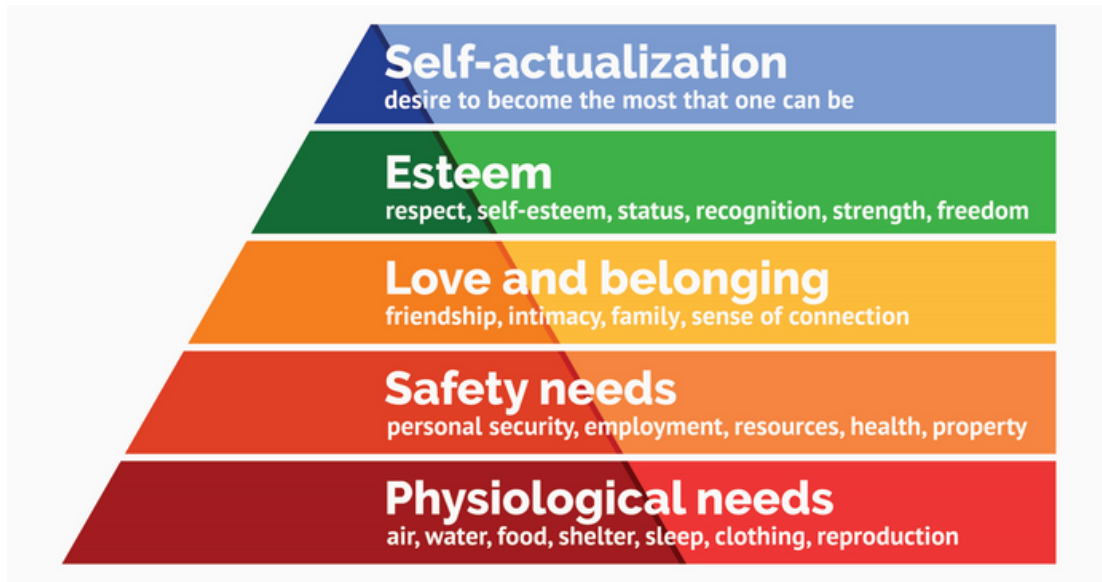 Self-actualization
desire to become the most that one can be
Esteem
respect, self-esteem, status, recognition, strength, freedom
Love and belonging
friendship, intimacy, family, sense of connection
Safety needs
personal security, employment, resources, health, property
Physiological needs
air, water, food, shelter, sleep, clothing, reproduction